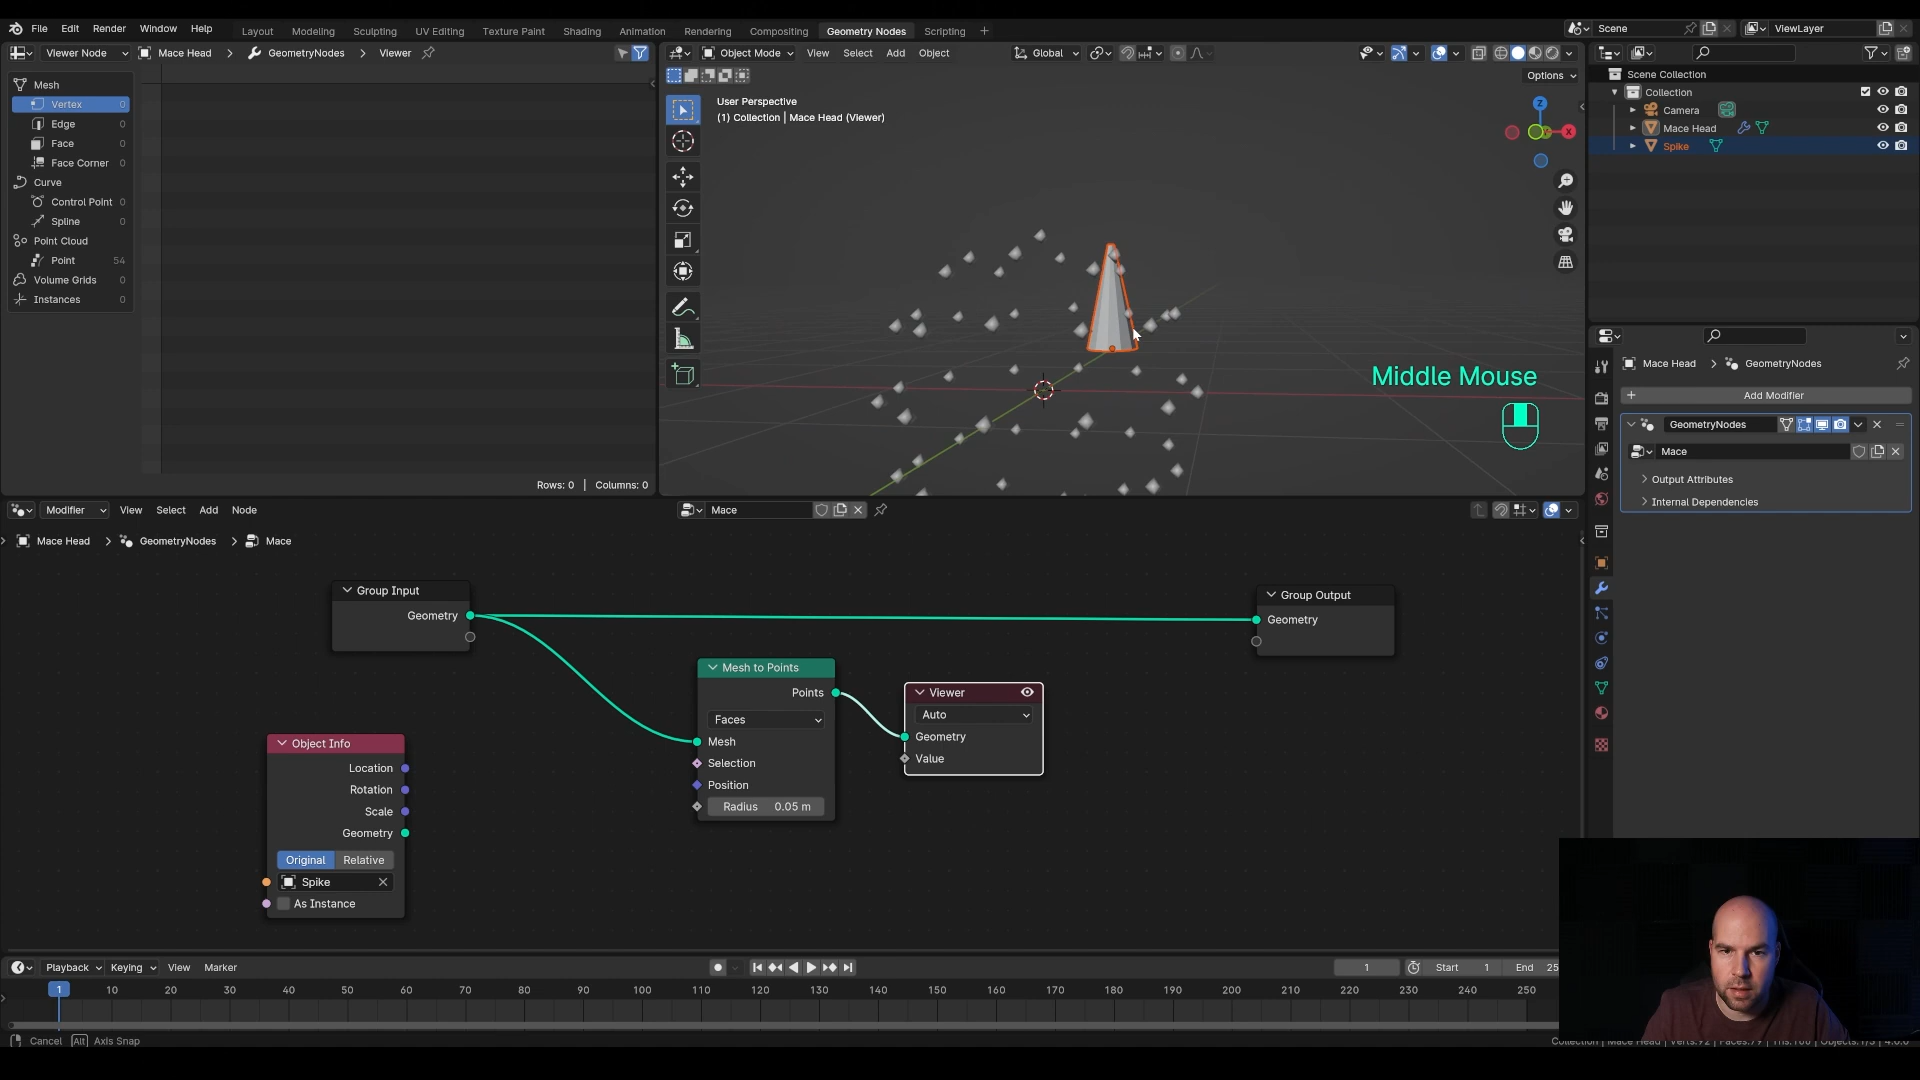 File Edit Render Window Help
Layout Modeling Sculpting UV Editing Texture Paint Shading Animation Rendering Compositing Geometry Nodes Scripting
Scene
ViewLayer
Viewer Node
Mace Head
GeometryNodes
Viewer
Object Mode
View Select Add Object
Global
Options
Mesh
Vertex 0
Edge 0
Face 0
Face Corner 0
Curve
Control Point 0
Spline 0
Point Cloud
Point 54
Volume Grids 0
Instances 0
Rows: 0 | Columns: 0
User Perspective
(1) Collection | Mace Head (Viewer)
Z
X
Middle Mouse
Scene Collection
Collection
Camera
Mace Head
Spike
Mace Head
GeometryNodes
Add Modifier
GeometryNodes
Mace
Output Attributes
Internal Dependencies
Modifier
View Select Add Node
Mace
Mace Head
GeometryNodes
Mace
Group Input
Geometry
Group Output
Geometry
Mesh to Points
Points
Faces
Mesh
Selection
Position
Radius 0.05 m
Viewer
Auto
Geometry
Value
Object Info
Location
Rotation
Scale
Geometry
Original Relative
Spike
As Instance
Playback Keying View Marker
1
Start 1
End 25
1 10 20 30 40 50 60 70 80 90 100 110 120 130 140 150 160 170 180 190 200 210 220 230 240 250
Cancel Alt Axis Snap